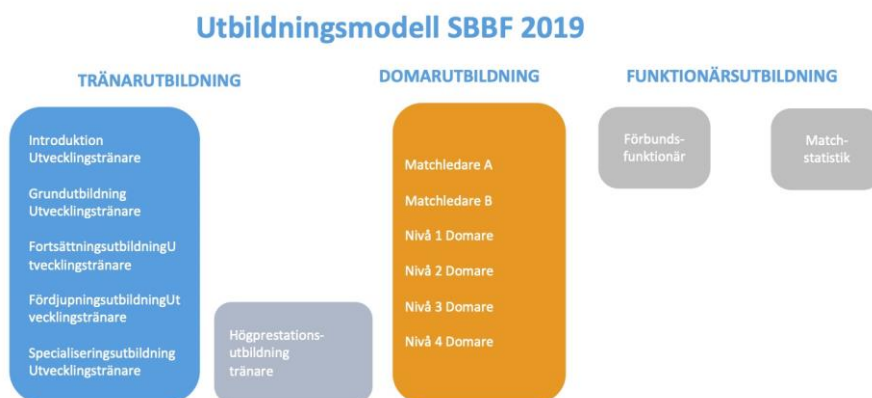 Utbildningsmodell SBBF 2019
TRÄNARUTBILDNING
Introduktion
Utvecklingstränare
Grundutbildning
Utvecklingstränare
FortsättningsutbildningU
tvecklingstränare
FördjupningsutbildningUt
vecklingstränare
Specialiseringsutbildning
Utvecklingstränare
Högprestations-
utbildning
tränare
DOMARUTBILDNING
Matchledare A
Matchledare B
Nivå 1 Domare
Nivå 2 Domare
Nivå 3 Domare
Nivå 4 Domare
FUNKTIONÄRSUTBILDNING
Förbunds-
funktionär
Match-
statistik